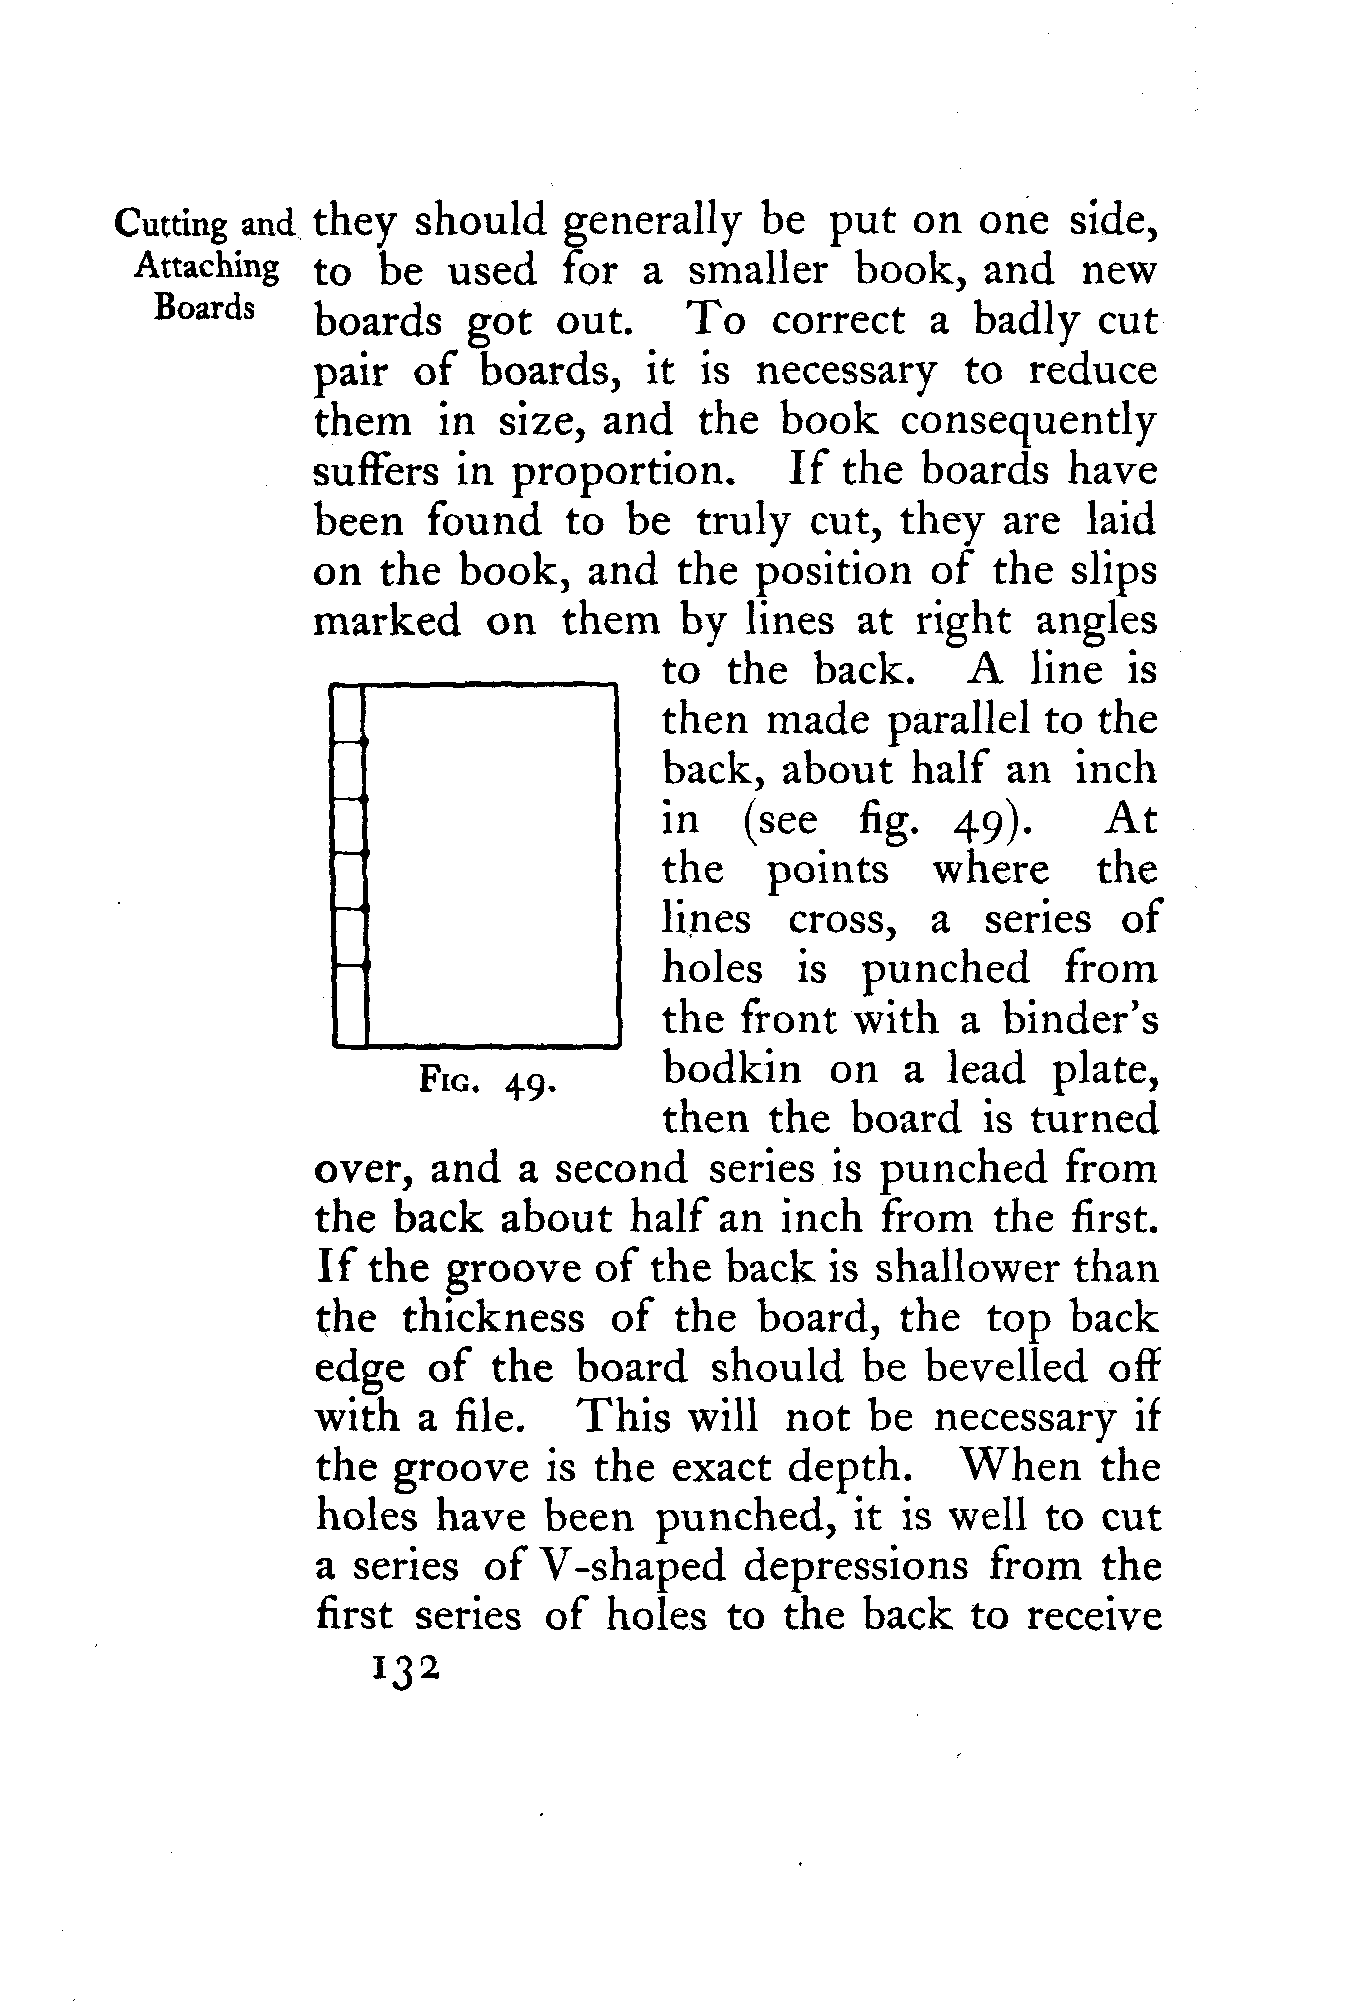 Cutting and
Attaching
Boards
they should generally be put on one side,
to be used for a smaller book, and new
boards got out. To correct a badly cut
pair of boards, it is necessary to reduce
them in size, and the book consequently
suffers in proportion. If the boards have
been found to be truly cut, they are laid
on the book, and the position of the slips
marked on them by lines at right angles
to the back. A line is
then made parallel to the
back, about half an inch
in (see fig. 49). At
the points where the
lines cross, a series of
holes is punched from
the front with a binder's
bodkin on a lead plate,
then the board is turned
Fig. 49.
over, and a second series is punched from
the back about half an inch from the first.
If the groove of the back is shallower than
the thickness of the board, the top back
edge of the board should be bevelled off
with a file. This will not be necessary if
the groove is the exact depth. When the
holes have been punched, it is well to cut
a series of V-shaped depressions from the
first series of holes to the back to receive
132